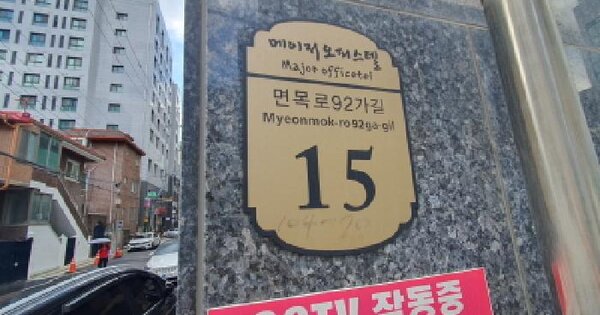 메이저오피스텔
Major officetel
면목로92가길
Myeonmok-ro92ga-gil
15
CCTV 작동중